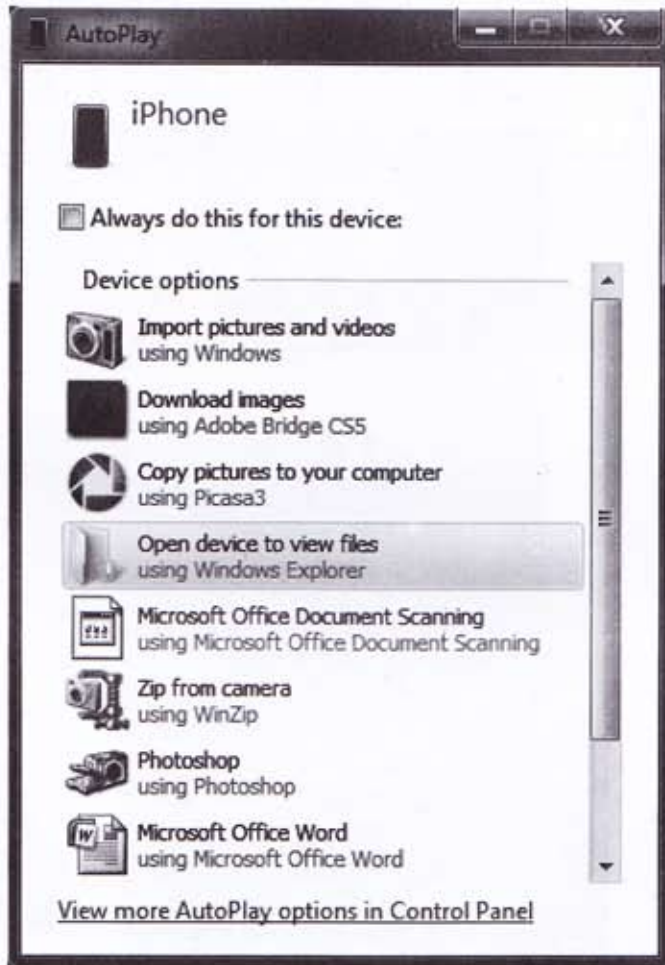 AutoPlay
iPhone
Always do this for this device:
Device options
Import pictures and videos
using Windows
Download images
using Adobe Bridge CS5
Copy pictures to your computer
using Picasa3
Open device to view files
using Windows Explorer
Microsoft Office Document Scanning
using Microsoft Office Document Scanning
Zip from camera
using WinZip
Photoshop
using Photoshop
Microsoft Office Word
using Microsoft Office Word
View more AutoPlay options in Control Panel